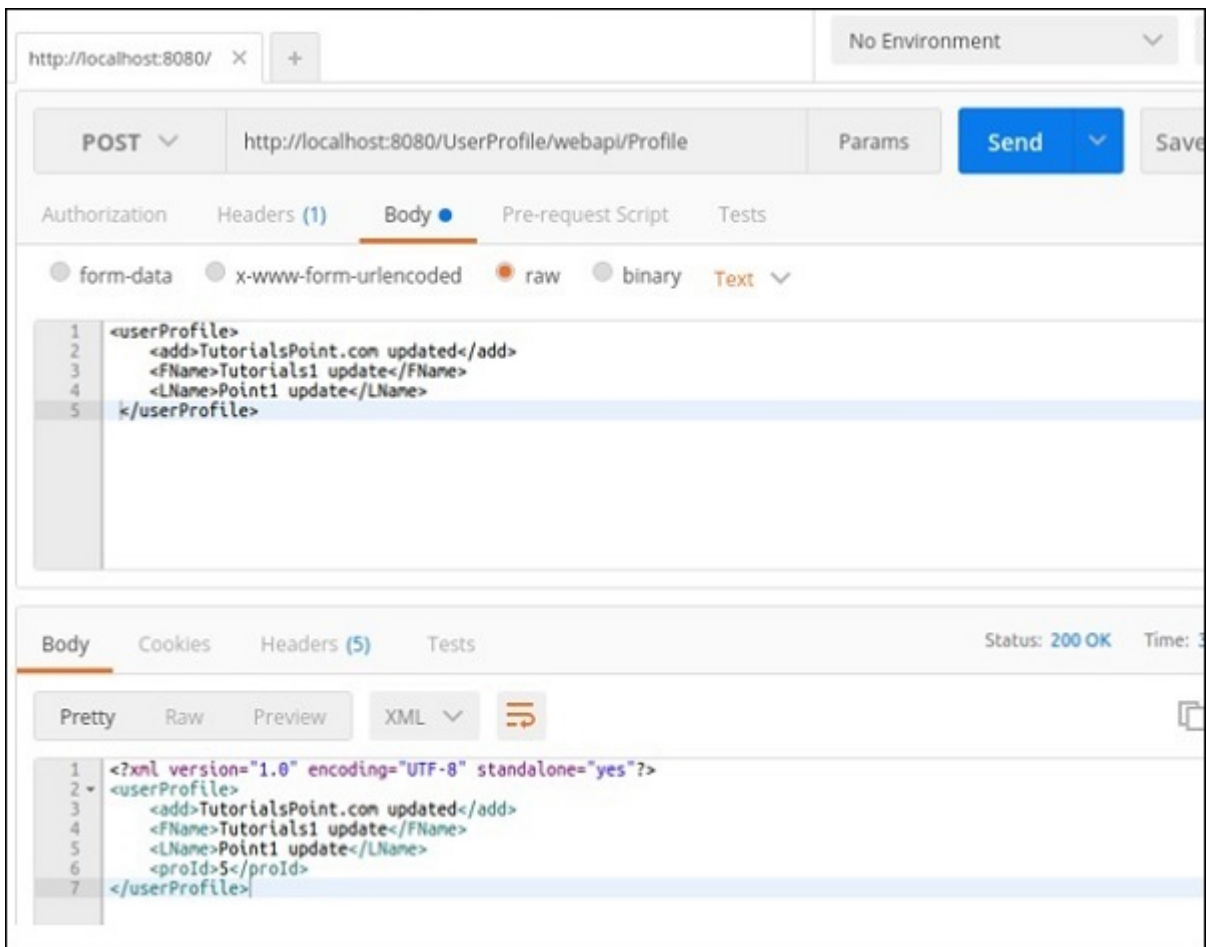 http://localhost:8080/ × +
No Environment
POST http://localhost:8080/UserProfile/webapi/Profile Params Send Save
Authorization Headers (1) Body Pre-request Script Tests
form-data x-www-form-urlencoded raw binary Text
1 <userProfile>
2 <add>TutorialsPoint.com updated</add>
3 <FName>Tutorials1 update</FName>
4 <LName>Point1 update</LName>
5 </userProfile>
Body Cookies Headers (5) Tests Status: 200 OK Time: 3
Pretty Raw Preview XML
1 <?xml version="1.0" encoding="UTF-8" standalone="yes"?>
2 <userProfile>
3 <add>TutorialsPoint.com updated</add>
4 <FName>Tutorials1 update</FName>
5 <LName>Point1 update</LName>
6 <proId>5</proId>
7 </userProfile>